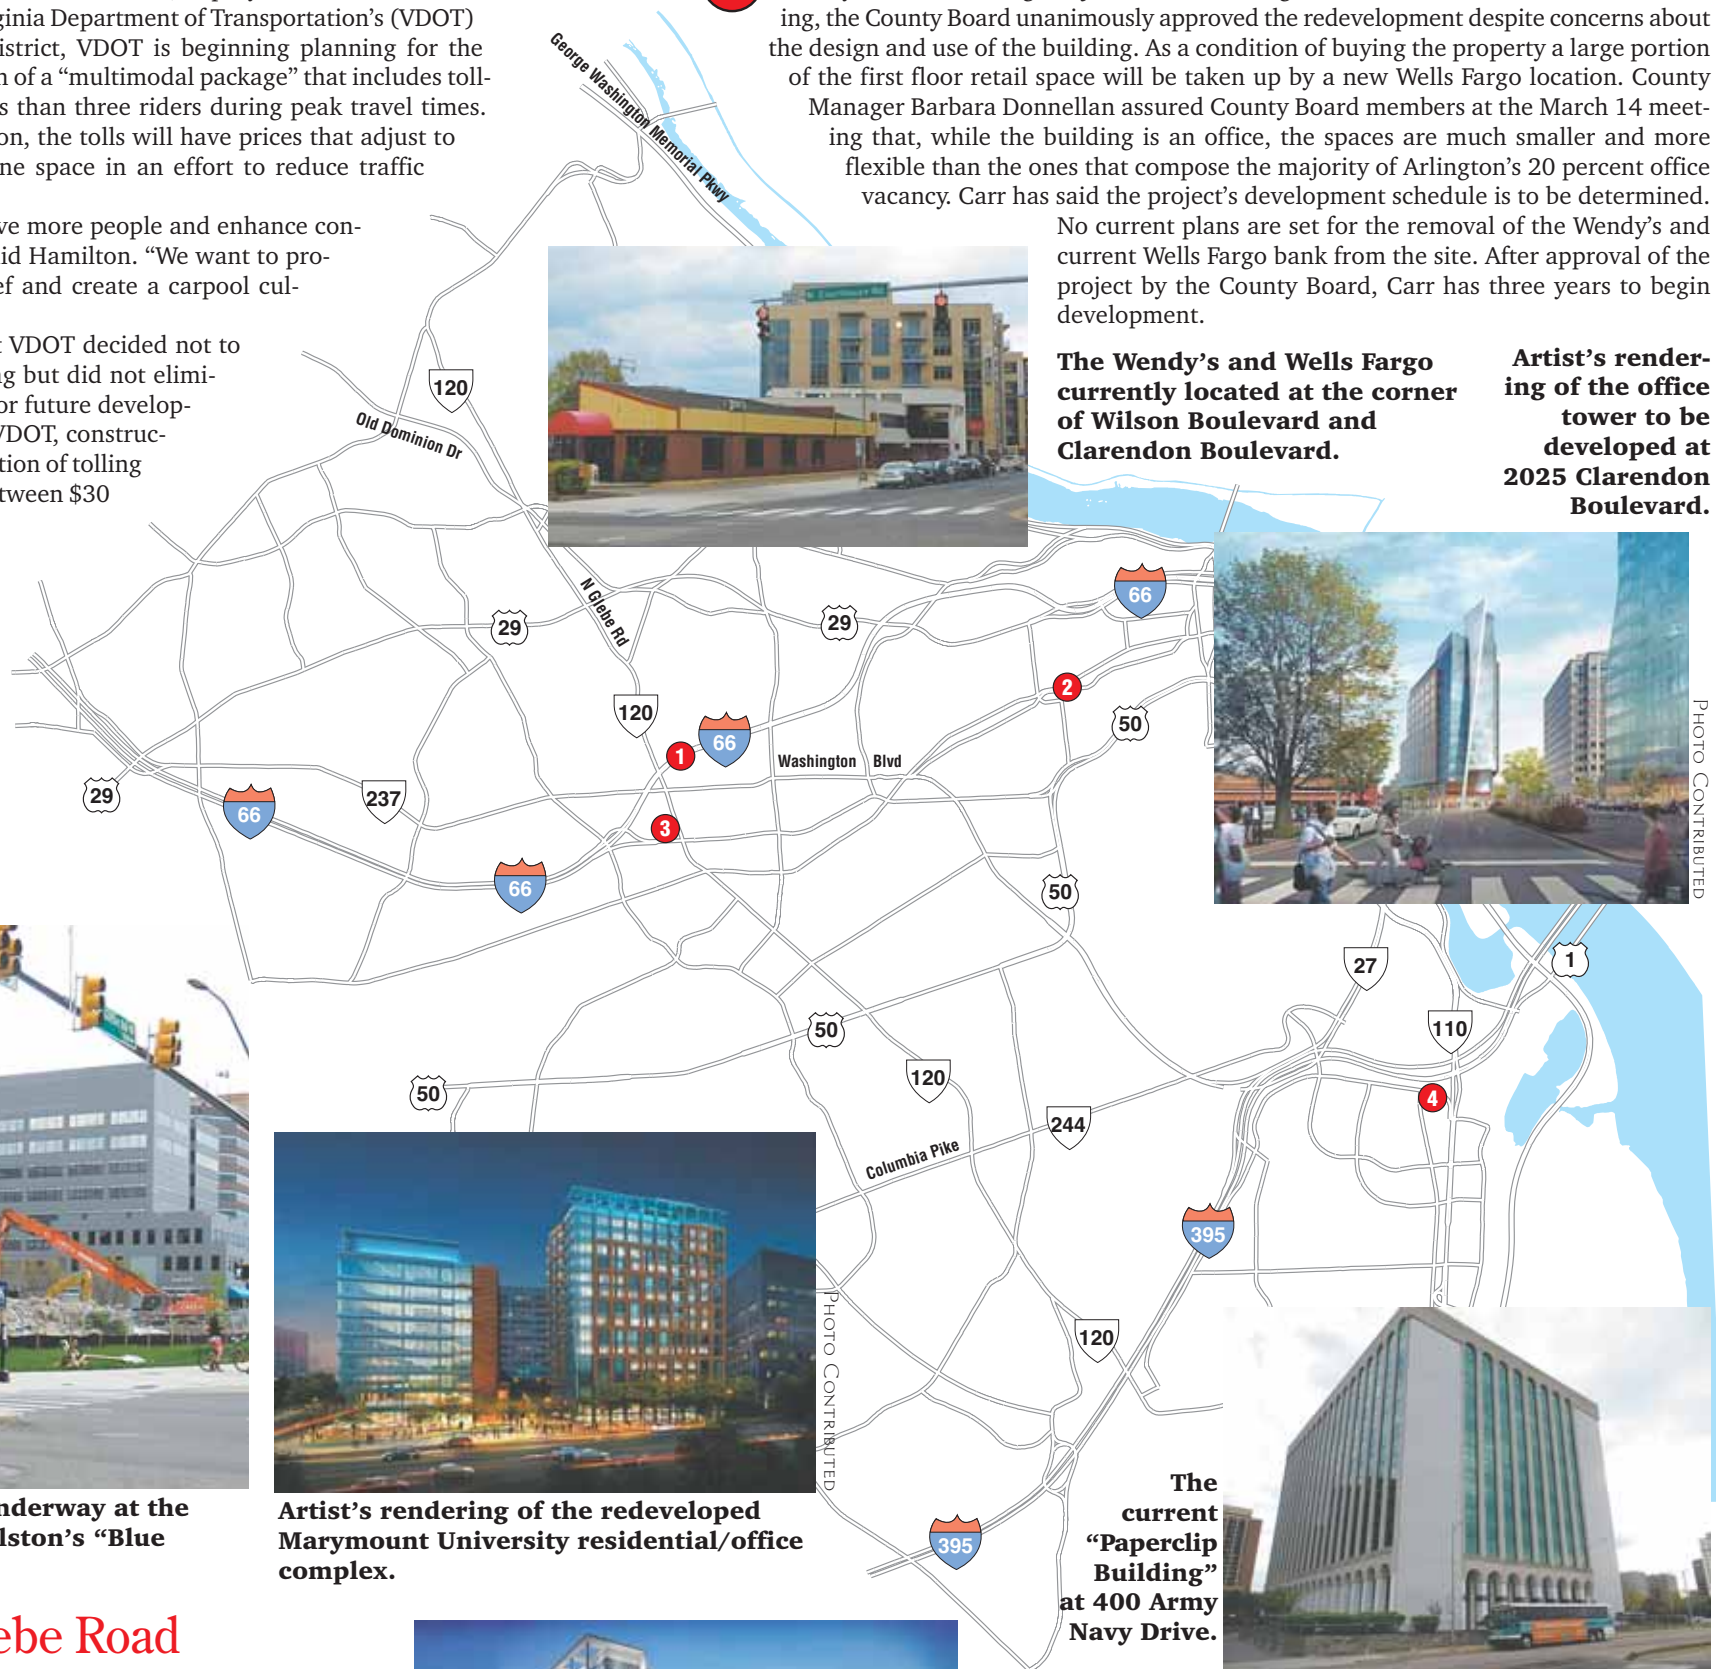 ginia Department of Transportation's (VDOT)
istrict, VDOT is beginning planning for the
n of a “multimodal package” that includes toll-
s than three riders during peak travel times.
on, the tolls will have prices that adjust to
ne space in an effort to reduce traffic
ve more people and enhance con-
id Hamilton. “We want to pro-
ef and create a carpool cul-
t VDOT decided not to
ng but did not elimi-
or future develop-
VDOT, construc-
tion of tolling
tween $30
ing, the County Board unanimously approved the redevelopment despite concerns about
the design and use of the building. As a condition of buying the property a large portion
of the first floor retail space will be taken up by a new Wells Fargo location. County
Manager Barbara Donnellan assured County Board members at the March 14 meet-
ing that, while the building is an office, the spaces are much smaller and more
flexible than the ones that compose the majority of Arlington's 20 percent office
vacancy. Carr has said the project's development schedule is to be determined.
No current plans are set for the removal of the Wendy's and
current Wells Fargo bank from the site. After approval of the
project by the County Board, Carr has three years to begin
development.
The Wendy's and Wells Fargo
currently located at the corner
of Wilson Boulevard and
Clarendon Boulevard.
Artist's render-
ing of the office
tower to be
developed at
2025 Clarendon
Boulevard.
George Washington Memorial Pkwy
120
Old Dominion Dr
N Glebe Rd
29
29
66
2
50
120
1
66
Washington Blvd
29
66
237
3
66
50
Photo Contributed
27
1
110
50
120
50
4
244
Columbia Pike
395
120
395
Photo Contributed
nderway at the
lston's “Blue
Artist's rendering of the redeveloped
Marymount University residential/office
complex.
The
current
“Paperclip
Building”
at 400 Army
Navy Drive.
ebe Road